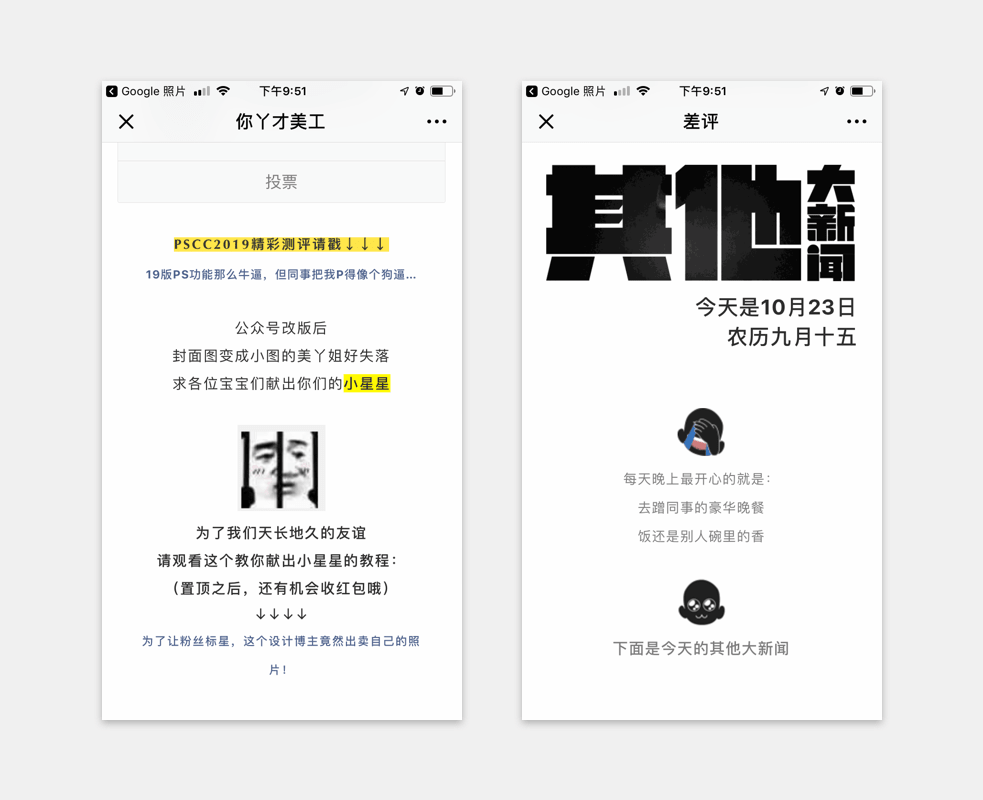 Google 照片
下午9:51
你丫才美工
投票
PSCC2019精彩测评请戳↓↓↓
19版PS功能那么牛逼，但同事把我P得像个狗逼...
公众号改版后
封面图变成小图的美丫姐好失落
求各位宝宝们献出你们的小星星
为了我们天长地久的友谊
请观看这个教你献出小星星的教程：
（置顶之后，还有机会收红包哦）
↓↓↓↓
为了让粉丝标星，这个设计博主竟然出卖自己的照
片！
Google 照片
下午9:51
差评
其他大新闻
今天是10月23日
农历九月十五
每天晚上最开心的就是：
去蹭同事的豪华晚餐
饭还是别人碗里的香
下面是今天的其他大新闻